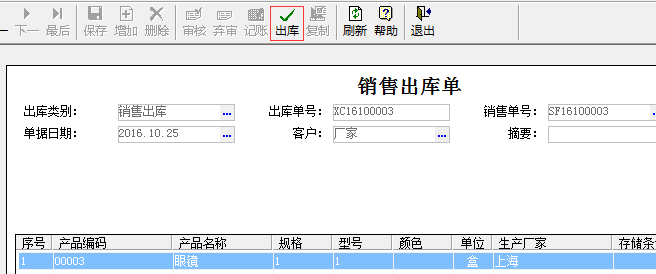 下一 最后 保存 增加 删除 审核 弃审 记账 出库 复制 刷新 帮助 退出
销售出库单
出库类别: 销售出库 ... 出库单号: XC16100003 销售单号: SF16100003
单据日期: 2016.10.25 ... 客户: 厂家 ... 摘要:
序号 产品编码 产品名称 规格 型号 颜色 单位 生产厂家 存储条
1 00003 眼镜 1 1 盒 上海